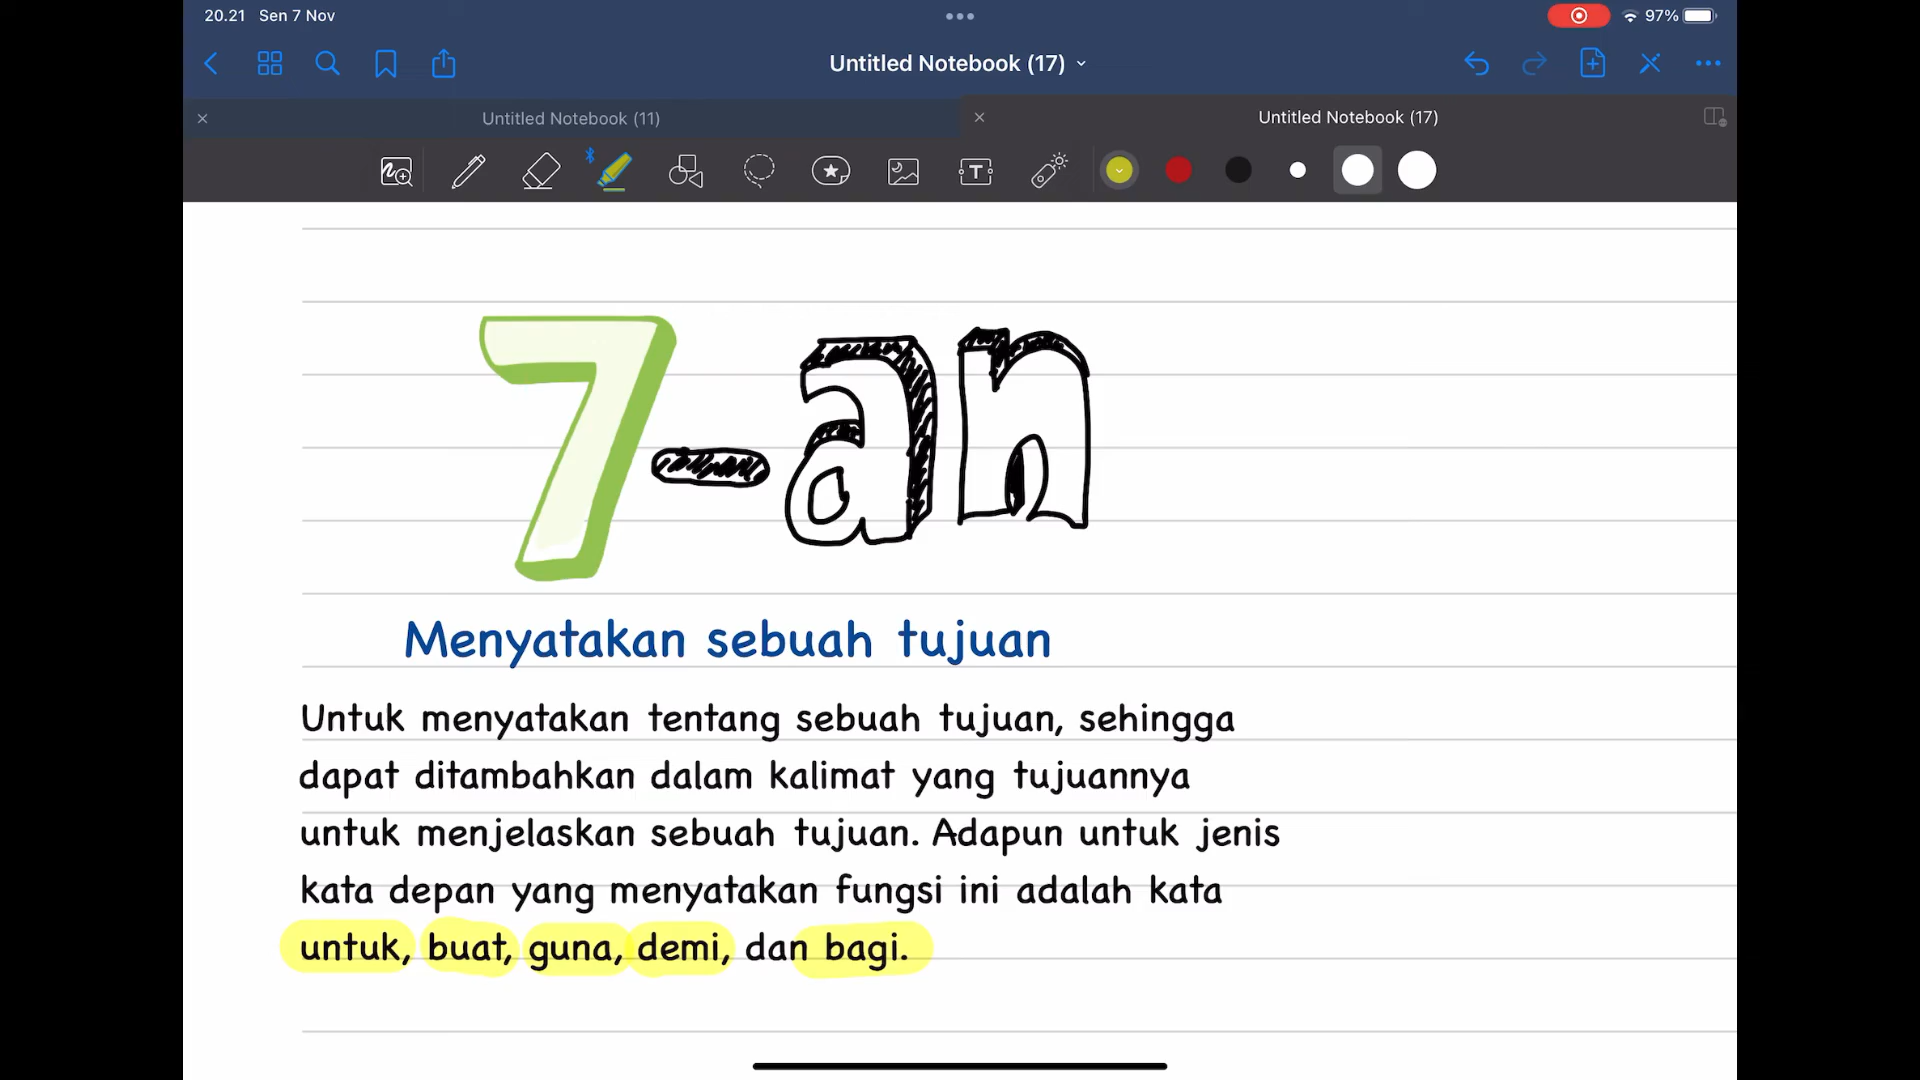 20.21 Sen 7 Nov
97%
Untitled Notebook (17)
Untitled Notebook (11)
Untitled Notebook (17)
T
7-an
Menyatakan sebuah tujuan
Untuk menyatakan tentang sebuah tujuan, sehingga
dapat ditambahkan dalam kalimat yang tujuannya
untuk menjelaskan sebuah tujuan. Adapun untuk jenis
kata depan yang menyatakan fungsi ini adalah kata
untuk, buat, guna, demi, dan bagi.